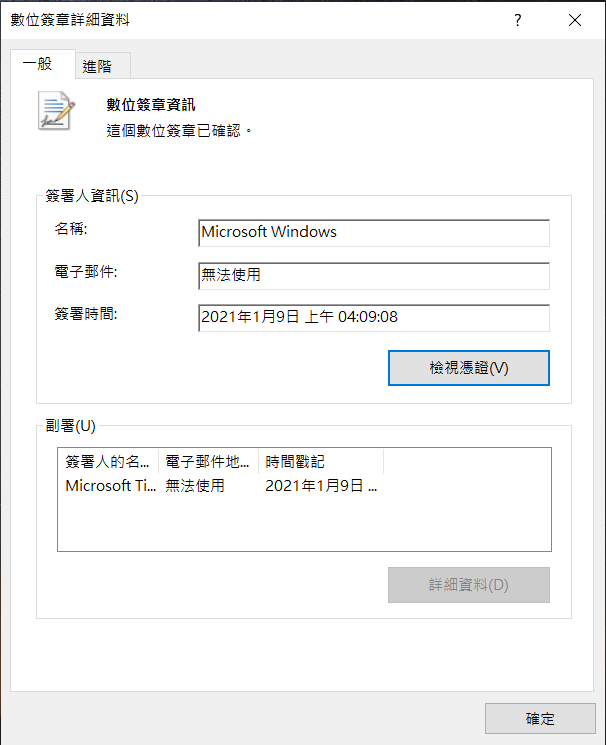 數位簽章詳細資料
?
一般
進階
數位簽章資訊
這個數位簽章已確認。
簽署人資訊(S)
名稱:
Microsoft Windows
電子郵件:
無法使用
簽署時間:
2021年1月9日 上午 04:09:08
檢視憑證(V)
副署(U)
簽署人的名... 電子郵件地... 時間戳記
Microsoft Ti... 無法使用 2021年1月9日 ...
詳細資料(D)
確定